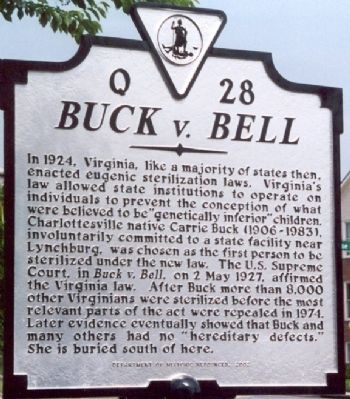 Q 28
BUCK v. BELL
In 1924, Virginia, like a majority of states then,
enacted eugenic sterilization laws. Virginia's
law allowed state institutions to operate on
individuals to prevent the conception of what
were believed to be "genetically inferior" children.
Charlottesville native Carrie Buck (1906-1983),
involuntarily committed to a state facility near
Lynchburg, was chosen as the first person to be
sterilized under the new law. The U.S. Supreme
Court, in Buck v. Bell, on 2 May 1927, affirmed
the Virginia law. After Buck more than 8,000
other Virginians were sterilized before the most
relevant parts of the act were repealed in 1974.
Later evidence eventually showed that Buck and
many others had no "hereditary defects."
She is buried south of here.
DEPARTMENT OF HISTORIC RESOURCES, 2002